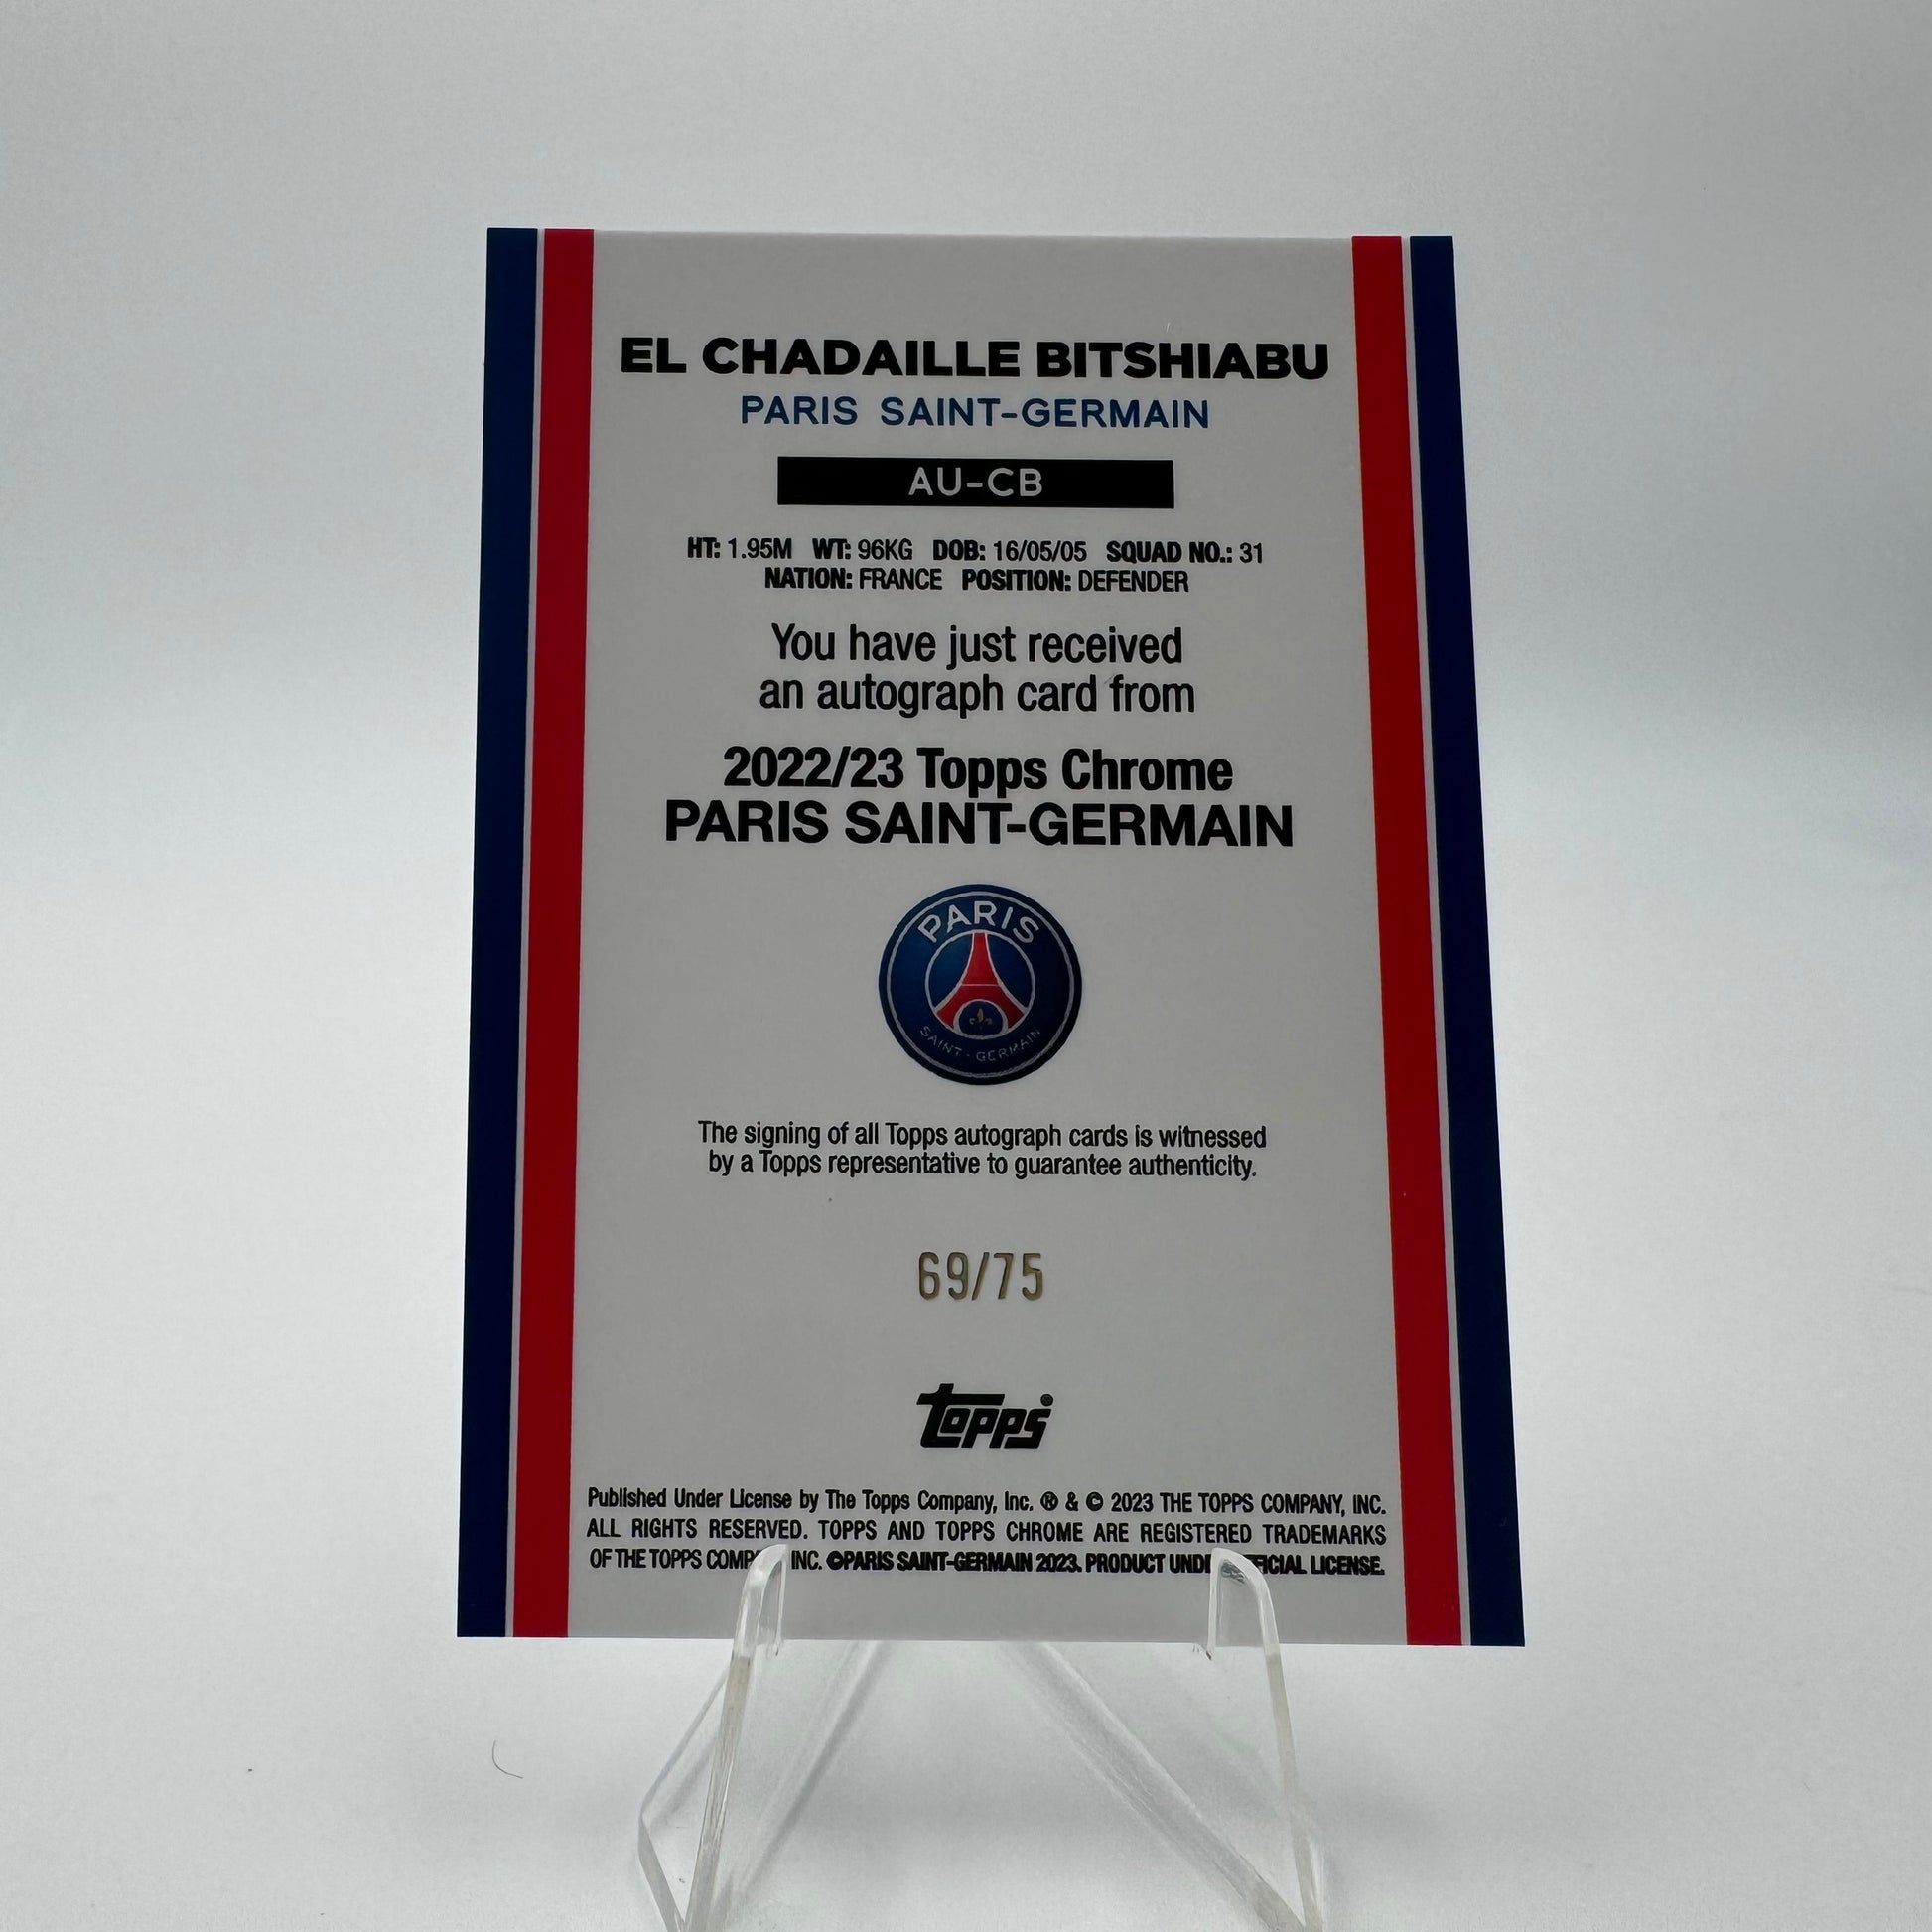 EL CHADAILLE BITSHIABU
PARIS SAINT-GERMAIN
AU-CB
HT: 1.95M WT: 96KG DOB: 16/05/05 SQUAD NO.: 31
NATION: FRANCE POSITION: DEFENDER
You have just received
an autograph card from
2022/23 Topps Chrome
PARIS SAINT-GERMAIN
PARIS
SAINT-GERMAIN
The signing of all Topps autograph cards is witnessed
by a Topps representative to guarantee authenticity.
69/75
topps
Published Under License by The Topps Company, Inc. ® & © 2023 THE TOPPS COMPANY, INC.
ALL RIGHTS RESERVED. TOPPS AND TOPPS CHROME ARE REGISTERED TRADEMARKS
OF THE TOPPS INC. ©PARIS SAINT-GERMAIN 2023. PRODUCT LICENSE.